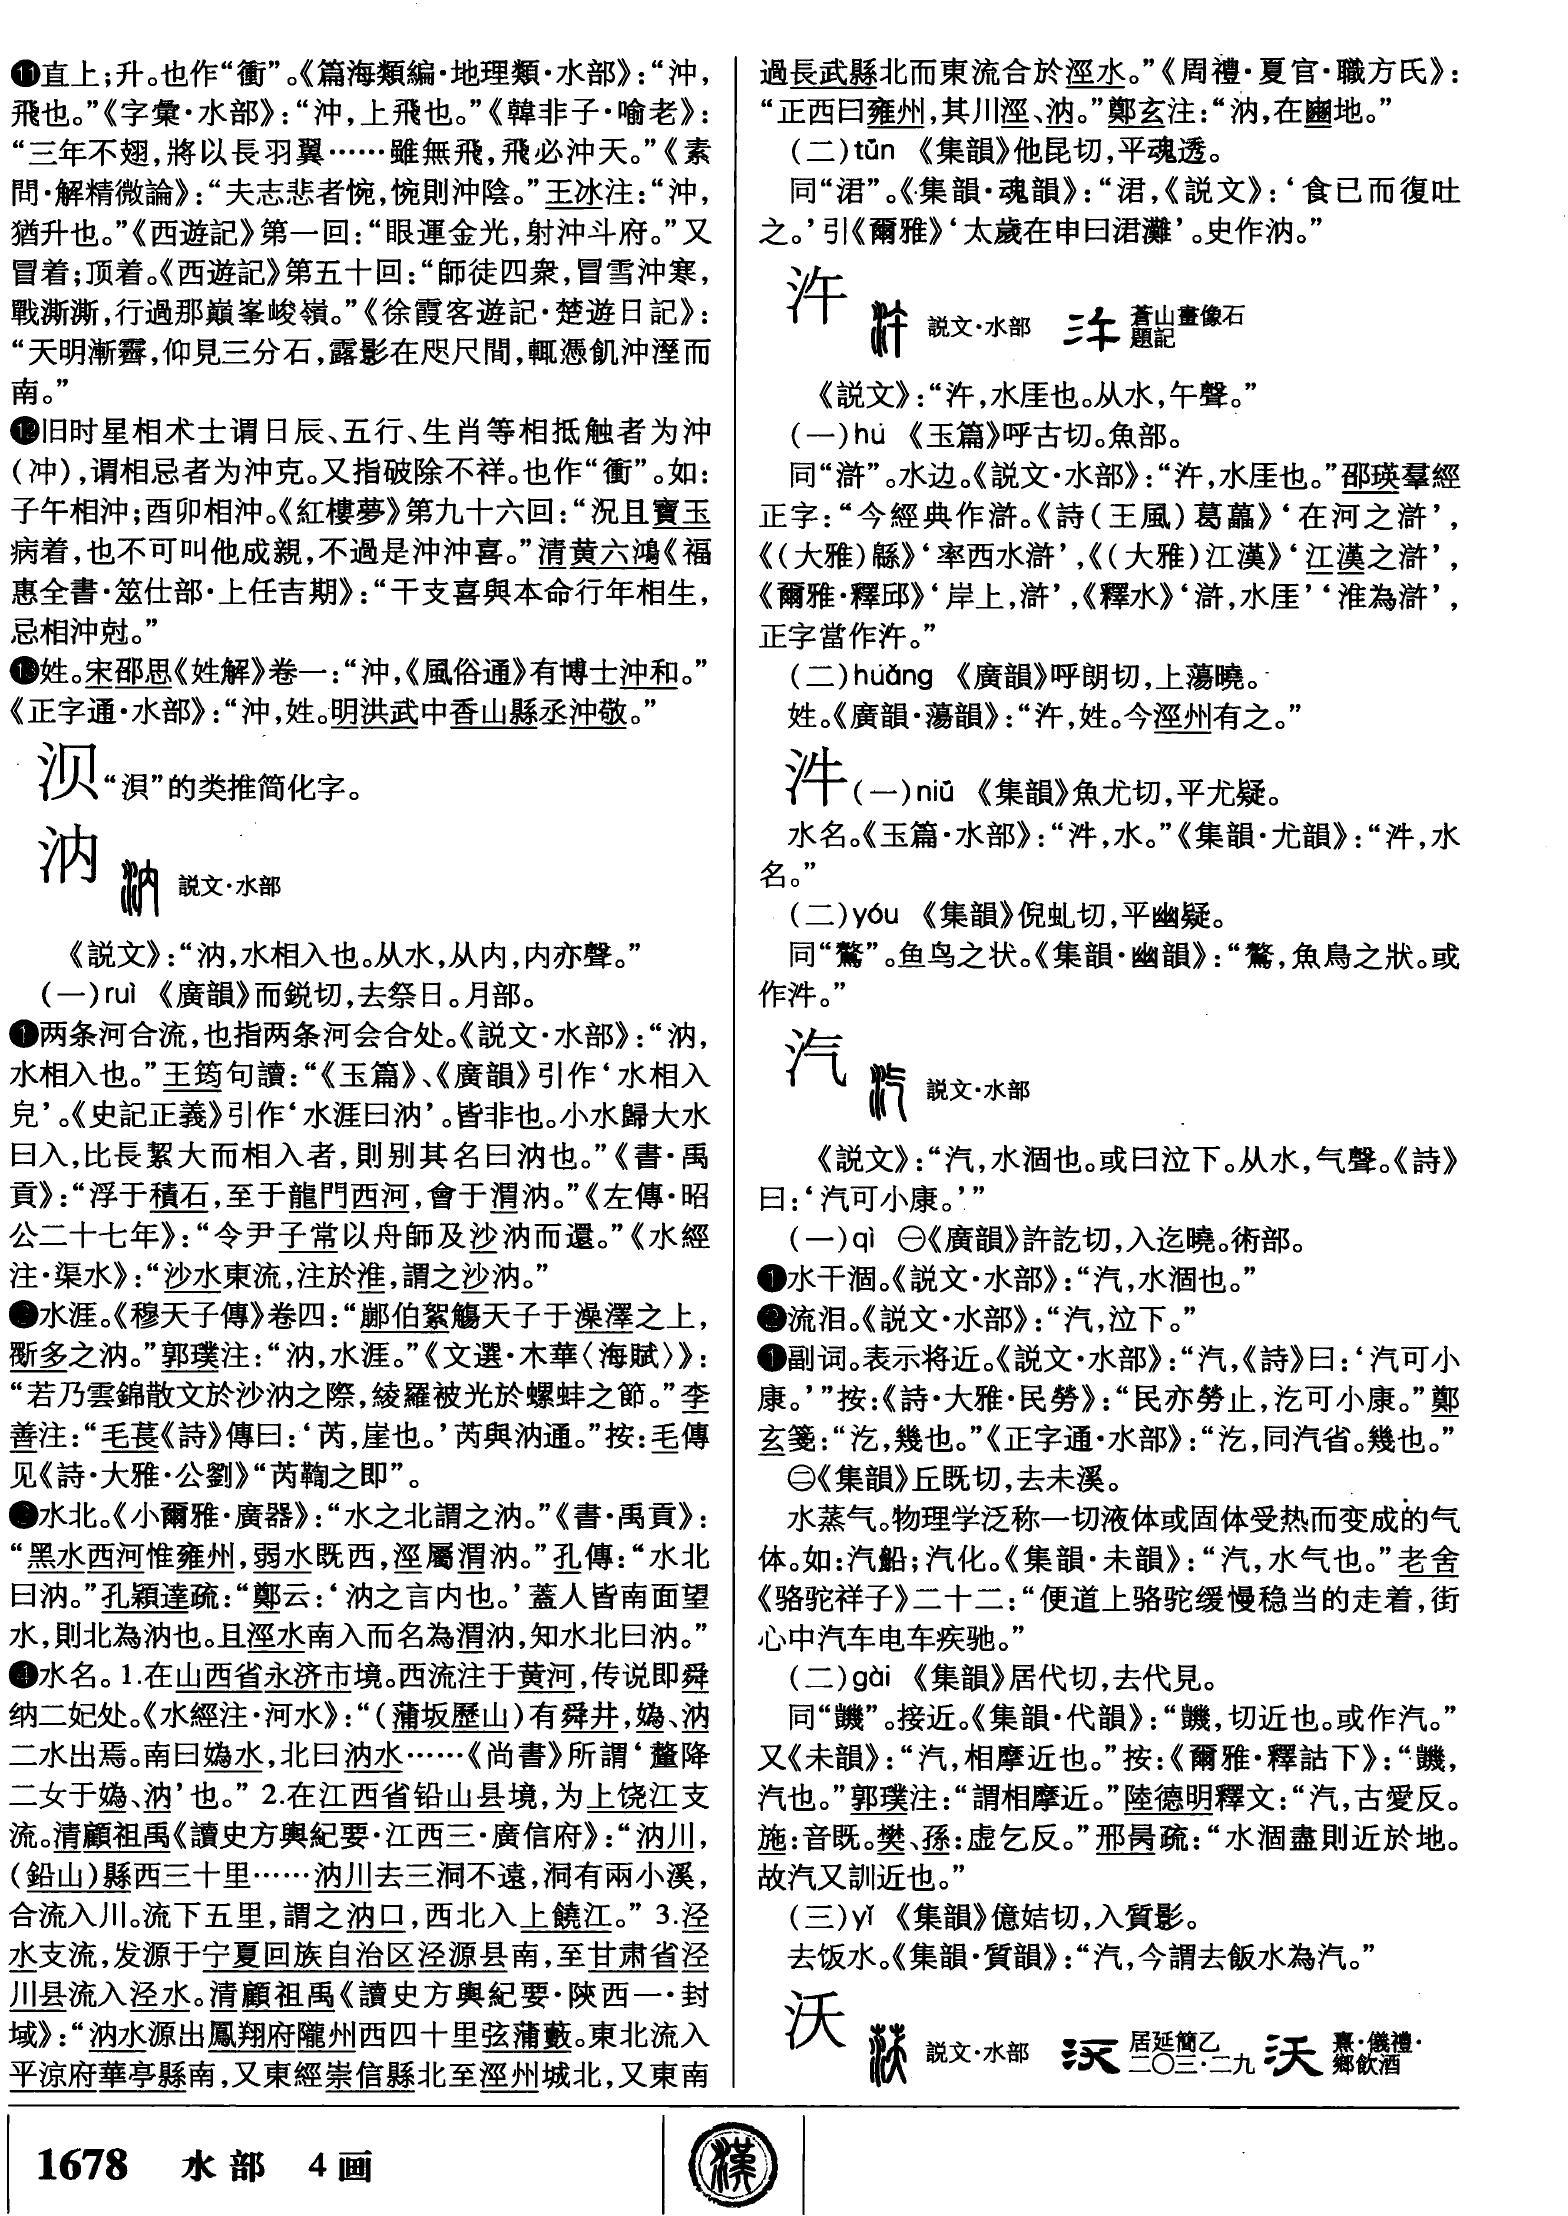 ⓫直上;升。也作“衝”。《篇海類編·地理類·水部》:“沖,
飛也。”《字彙·水部》:“沖,上飛也。”《韓非子·喻老》:
“三年不翅,將以長羽翼……雖無飛,飛必沖天。”《素
問·解精微論》:“夫志悲者惋,惋則沖陰。”王冰注:“沖,
猶升也。”《西遊記》第一回:“眼運金光,射沖斗府。”又
冒着;顶着。《西遊記》第五十回:“師徒四衆,冒雪沖寒,
戰澌澌,行過那巔峯峻嶺。”《徐霞客遊記·楚遊日記》:
“天明漸霽,仰見三分石,露影在咫尺間,輒憑飢沖溼而
南。”
⓬旧时星相术士谓日辰、五行、生肖等相抵触者为沖
(冲),谓相忌者为沖克。又指破除不祥。也作“衝”。如:
子午相沖;酉卯相沖。《紅樓夢》第九十六回:“況且寶玉
病着,也不可叫他成親,不過是沖沖喜。”清黄六鴻《福
惠全書·筮仕部·上任吉期》:“干支喜與本命行年相生,
忌相沖尅。”
⓭姓。宋邵思《姓解》卷一:“沖,《風俗通》有博士沖和。”
《正字通·水部》:“沖,姓。明洪武中香山縣丞沖敬。”
㳇“浿”的类推简化字。
汭 説文·水部
《説文》:“汭,水相入也。从水,从内,内亦聲。”
(一)ruì 《廣韻》而鋭切,去祭日。月部。
❶两条河合流,也指两条河会合处。《説文·水部》:“汭,
水相入也。”王筠句讀:“《玉篇》、《廣韻》引作‘水相入
皃’。《史記正義》引作‘水涯曰汭’。皆非也。小水歸大水
曰入,比長絜大而相入者,則别其名曰汭也。”《書·禹
貢》:“浮于積石,至于龍門西河,會于渭汭。”《左傳·昭
公二十七年》:“令尹子常以舟師及沙汭而還。”《水經
注·渠水》:“沙水東流,注於淮,謂之沙汭。”
❷水涯。《穆天子傳》卷四:“䣙伯絮觴天子于澡澤之上,
㓸多之汭。”郭璞注:“汭,水涯。”《文選·木華〈海賦〉》:
“若乃雲錦散文於沙汭之際,綾羅被光於螺蚌之節。”李
善注:“毛萇《詩》傳曰:‘芮,崖也。’芮與汭通。”按:毛傳
见《詩·大雅·公劉》“芮鞫之即”。
❸水北。《小爾雅·廣器》:“水之北謂之汭。”《書·禹貢》:
“黑水西河惟雍州,弱水既西,涇屬渭汭。”孔傳:“水北
曰汭。”孔穎達疏:“鄭云:‘汭之言内也。’蓋人皆南面望
水,則北為汭也。且涇水南入而名為渭汭,知水北曰汭。”
❹水名。1.在山西省永济市境。西流注于黄河,传说即舜
纳二妃处。《水經注·河水》:“(蒲坂歷山)有舜井,媯、汭
二水出焉。南曰媯水,北曰汭水……《尚書》所謂‘釐降
二女于媯、汭’也。” 2.在江西省铅山县境,为上饶江支
流。清顧祖禹《讀史方輿紀要·江西三·廣信府》:“汭川,
(鉛山)縣西三十里……汭川去三洞不遠,洞有兩小溪,
合流入川。流下五里,謂之汭口,西北入上饒江。” 3.泾
水支流,发源于宁夏回族自治区泾源县南,至甘肃省泾
川县流入泾水。清顧祖禹《讀史方輿紀要·陝西一·封
域》:“汭水源出鳳翔府隴州西四十里弦蒲藪。東北流入
平涼府華亭縣南,又東經崇信縣北至涇州城北,又東南
過長武縣北而東流合於涇水。”《周禮·夏官·職方氏》:
“正西曰雍州,其川涇、汭。”鄭玄注:“汭,在豳地。”
(二)tūn 《集韻》他昆切,平魂透。
同“涒”。《集韻·魂韻》:“涒,《説文》:‘食已而復吐
之。’引《爾雅》‘太歲在申曰涒灘’。史作汭。”
汻 説文·水部 蒼山畫像石題記
《説文》:“汻,水厓也。从水,午聲。”
(一)hǔ 《玉篇》呼古切。魚部。
同“滸”。水边。《説文·水部》:“汻,水厓也。”邵瑛羣經
正字:“今經典作滸。《詩(王風)葛藟》‘在河之滸’,
《(大雅)緜》‘率西水滸’,《(大雅)江漢》‘江漢之滸’,
《爾雅·釋邱》‘岸上,滸’,《釋水》‘滸,水厓’‘淮為滸’,
正字當作汻。”
(二)huǎng 《廣韻》呼朗切,上蕩曉。
姓。《廣韻·蕩韻》:“汻,姓。今涇州有之。”
汼(一)niú 《集韻》魚尤切,平尤疑。
水名。《玉篇·水部》:“汼,水。”《集韻·尤韻》:“汼,水
名。”
(二)yóu 《集韻》倪虬切,平幽疑。
同“䲷”。鱼鸟之状。《集韻·幽韻》:“䲷,魚鳥之狀。或
作汼。”
汽 説文·水部
《説文》:“汽,水涸也。或曰泣下。从水,气聲。《詩》
曰:‘汽可小康。’”
(一)qì ㊀《廣韻》許訖切,入迄曉。術部。
❶水干涸。《説文·水部》:“汽,水涸也。”
❷流泪。《説文·水部》:“汽,泣下。”
❶副词。表示将近。《説文·水部》:“汽,《詩》曰:‘汽可小
康。’”按:《詩·大雅·民勞》:“民亦勞止,汔可小康。”鄭
玄箋:“汔,幾也。”《正字通·水部》:“汔,同汽省。幾也。”
㊁《集韻》丘既切,去未溪。
水蒸气。物理学泛称一切液体或固体受热而变成的气
体。如:汽船;汽化。《集韻·未韻》:“汽,水气也。”老舍
《骆驼祥子》二十二:“便道上骆驼缓慢稳当的走着,街
心中汽车电车疾驰。”
(二)gài 《集韻》居代切,去代見。
同“䤒”。接近。《集韻·代韻》:“䤒,切近也。或作汽。”
又《未韻》:“汽,相摩近也。”按:《爾雅·釋詁下》:“䤒,
汽也。”郭璞注:“謂相摩近。”陸德明釋文:“汽,古愛反。
施:音既。樊、孫:虚乞反。”邢昺疏:“水涸盡則近於地。
故汽又訓近也。”
(三)yǐ 《集韻》億姞切,入質影。
去饭水。《集韻·質韻》:“汽,今謂去飯水為汽。”
沃 説文·水部 居延簡乙二〇三·二九 熹·儀禮·鄉飲酒
1678 水部 4画
漢